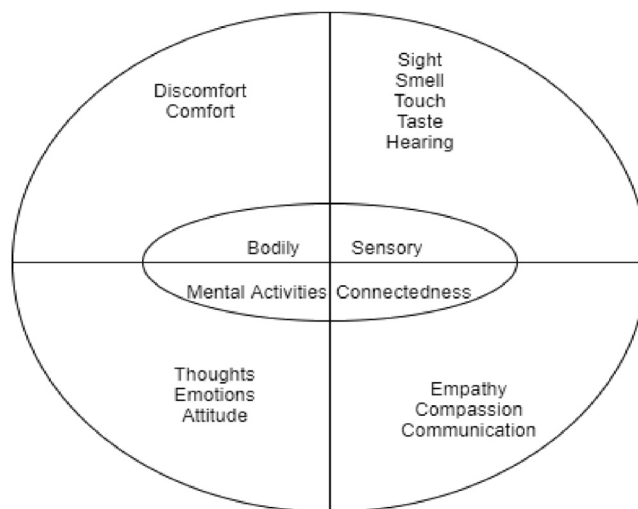 Discomfort
Comfort
Sight
Smell
Touch
Taste
Hearing
Bodily
Sensory
Mental Activities
Connectedness
Thoughts
Emotions
Attitude
Empathy
Compassion
Communication